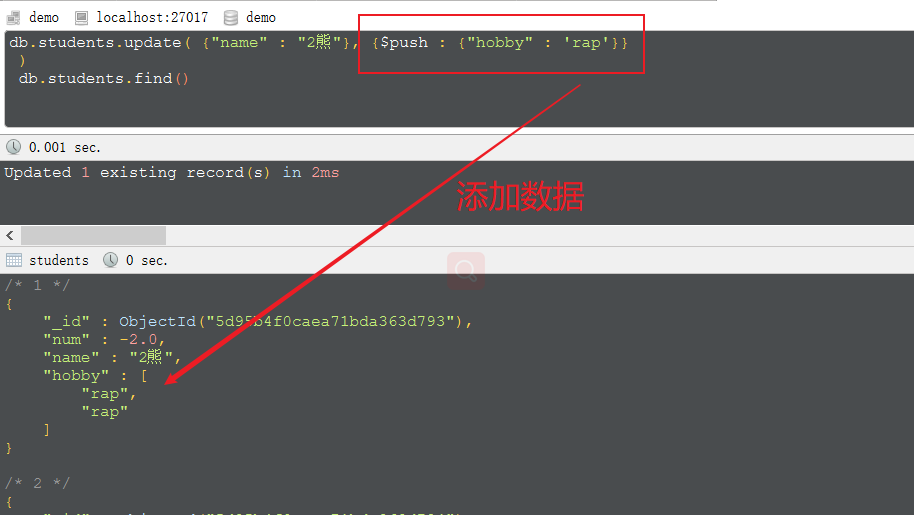 demo localhost:27017 demo
db.students.update( {"name" : "2熊"}, {$push : {"hobby" : 'rap'}}
)
db.students.find()
0.001 sec.
Updated 1 existing record(s) in 2ms
添加数据
students 0 sec.
/* 1 */
{
"_id" : ObjectId("5d95b4f0caea71bda363d793"),
"num" : -2.0,
"name" : "2熊",
"hobby" : [
"rap",
"rap"
]
}
/* 2 */
{